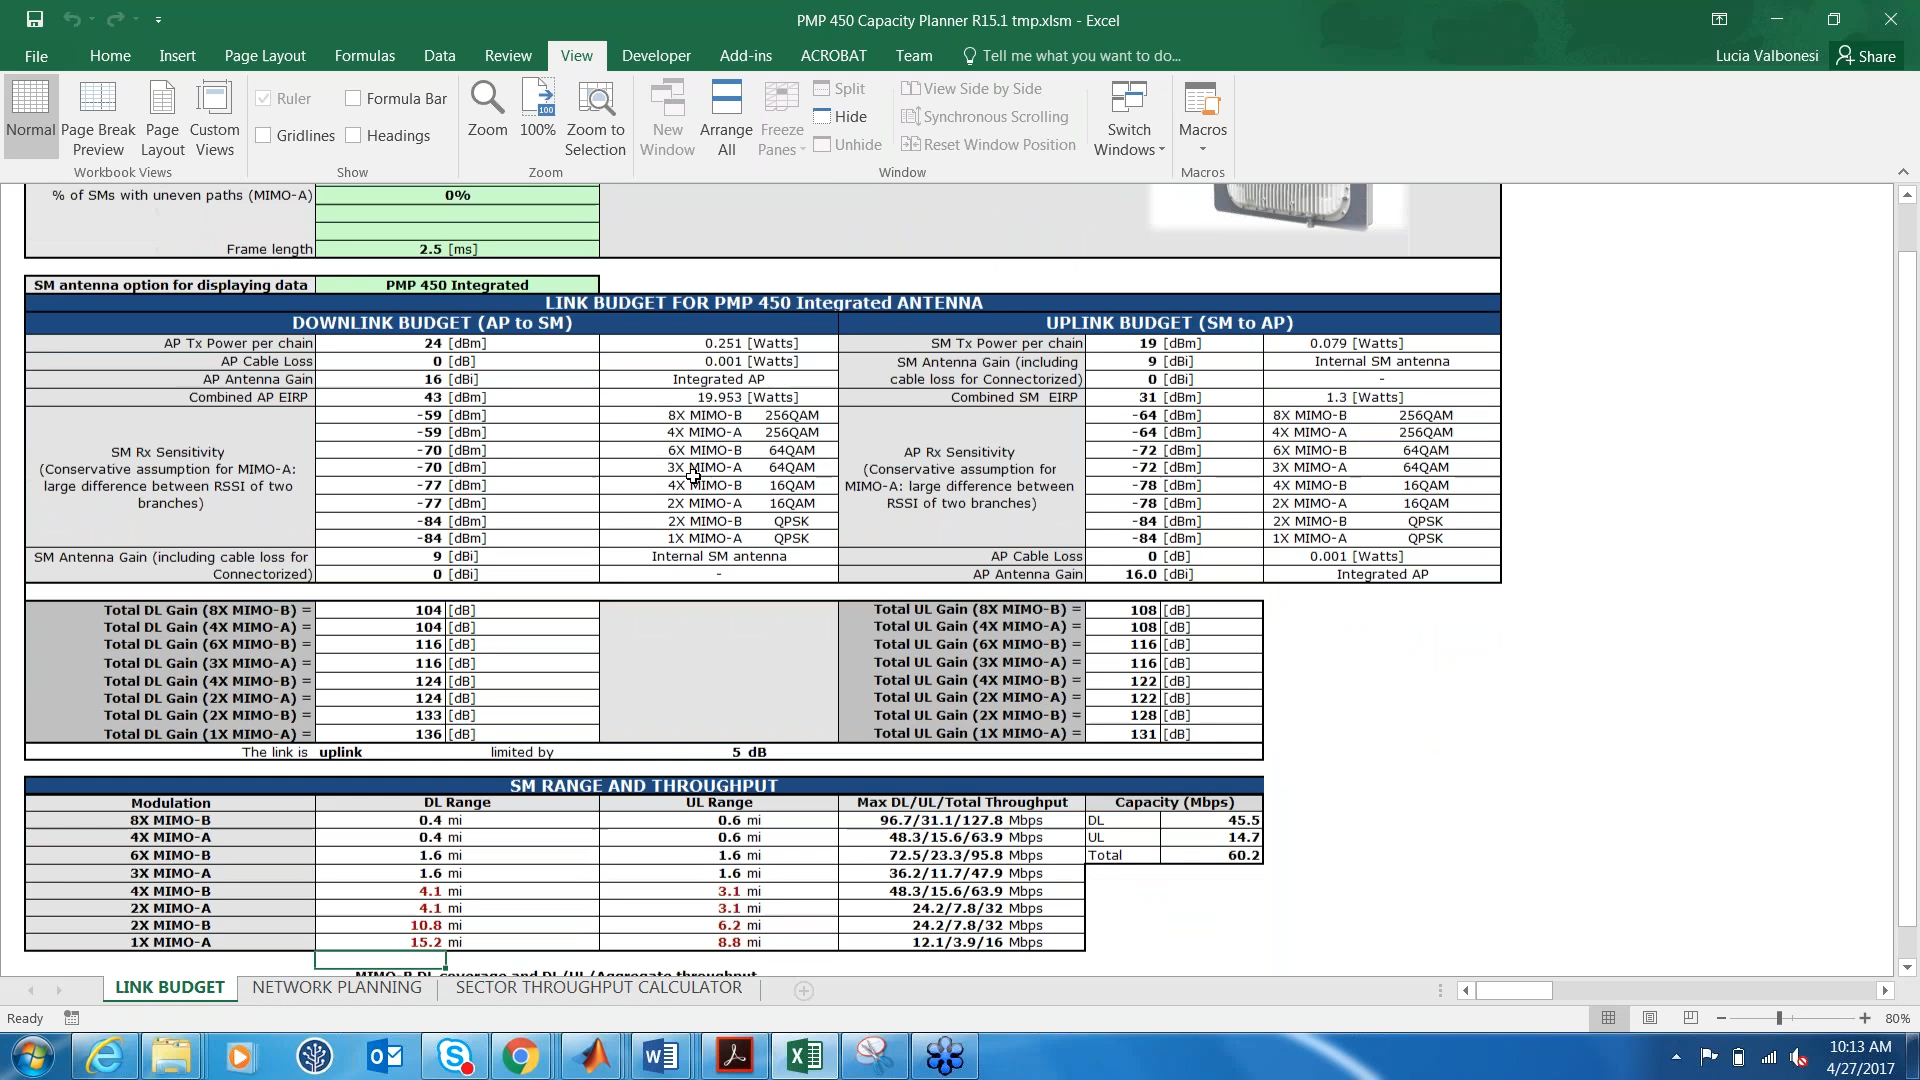 PMP 450 Capacity Planner R15.1 tmp.xlsm - Excel
File Home Insert Page Layout Formulas Data Review View Developer Add-ins ACROBAT Team Tell me what you want to do... Lucia Valbonesi Share
Normal Page Break Preview Page Layout Custom Views
Workbook Views
Ruler Formula Bar
Gridlines Headings
Show
Zoom 100% Zoom to Selection
Zoom
New Window Arrange All Freeze Panes
Split View Side by Side
Hide Synchronous Scrolling
Unhide Reset Window Position
Window
Switch Windows
Macros
Macros
% of SMs with uneven paths (MIMO-A) 0%
Frame length 2.5 [ms]
SM antenna option for displaying data PMP 450 Integrated
LINK BUDGET FOR PMP 450 Integrated ANTENNA
DOWNLINK BUDGET (AP to SM) UPLINK BUDGET (SM to AP)
AP Tx Power per chain 24 [dBm] 0.251 [Watts] SM Tx Power per chain 19 [dBm] 0.079 [Watts]
AP Cable Loss 0 [dB] 0.001 [Watts] SM Antenna Gain (including 9 [dBi] Internal SM antenna
AP Antenna Gain 16 [dBi] Integrated AP cable loss for Connectorized) 0 [dBi] -
Combined AP EIRP 43 [dBm] 19.953 [Watts] Combined SM EIRP 31 [dBm] 1.3 [Watts]
-59 [dBm] 8X MIMO-B 256QAM -64 [dBm] 8X MIMO-B 256QAM
-59 [dBm] 4X MIMO-A 256QAM -64 [dBm] 4X MIMO-A 256QAM
SM Rx Sensitivity -70 [dBm] 6X MIMO-B 64QAM AP Rx Sensitivity -72 [dBm] 6X MIMO-B 64QAM
(Conservative assumption for MIMO-A: -70 [dBm] 3X MIMO-A 64QAM (Conservative assumption for -72 [dBm] 3X MIMO-A 64QAM
large difference between RSSI of two -77 [dBm] 4X MIMO-B 16QAM MIMO-A: large difference between -78 [dBm] 4X MIMO-B 16QAM
branches) -77 [dBm] 2X MIMO-A 16QAM RSSI of two branches) -78 [dBm] 2X MIMO-A 16QAM
-84 [dBm] 2X MIMO-B QPSK -84 [dBm] 2X MIMO-B QPSK
-84 [dBm] 1X MIMO-A QPSK -84 [dBm] 1X MIMO-A QPSK
SM Antenna Gain (including cable loss for 9 [dBi] Internal SM antenna AP Cable Loss 0 [dB] 0.001 [Watts]
Connectorized) 0 [dBi] - AP Antenna Gain 16.0 [dBi] Integrated AP
Total DL Gain (8X MIMO-B) = 104 [dB] Total UL Gain (8X MIMO-B) = 108 [dB]
Total DL Gain (4X MIMO-A) = 104 [dB] Total UL Gain (4X MIMO-A) = 108 [dB]
Total DL Gain (6X MIMO-B) = 116 [dB] Total UL Gain (6X MIMO-B) = 116 [dB]
Total DL Gain (3X MIMO-A) = 116 [dB] Total UL Gain (3X MIMO-A) = 116 [dB]
Total DL Gain (4X MIMO-B) = 124 [dB] Total UL Gain (4X MIMO-B) = 122 [dB]
Total DL Gain (2X MIMO-A) = 124 [dB] Total UL Gain (2X MIMO-A) = 122 [dB]
Total DL Gain (2X MIMO-B) = 133 [dB] Total UL Gain (2X MIMO-B) = 128 [dB]
Total DL Gain (1X MIMO-A) = 136 [dB] Total UL Gain (1X MIMO-A) = 131 [dB]
The link is uplink limited by 5 dB
SM RANGE AND THROUGHPUT
Modulation DL Range UL Range Max DL/UL/Total Throughput Capacity (Mbps)
8X MIMO-B 0.4 mi 0.6 mi 96.7/31.1/127.8 Mbps DL 45.5
4X MIMO-A 0.4 mi 0.6 mi 48.3/15.6/63.9 Mbps UL 14.7
6X MIMO-B 1.6 mi 1.6 mi 72.5/23.3/95.8 Mbps Total 60.2
3X MIMO-A 1.6 mi 1.6 mi 36.2/11.7/47.9 Mbps
4X MIMO-B 4.1 mi 3.1 mi 48.3/15.6/63.9 Mbps
2X MIMO-A 4.1 mi 3.1 mi 24.2/7.8/32 Mbps
2X MIMO-B 10.8 mi 6.2 mi 24.2/7.8/32 Mbps
1X MIMO-A 15.2 mi 8.8 mi 12.1/3.9/16 Mbps
MIMO-B DL coverage and DL/UL/Aggregate throughput
LINK BUDGET NETWORK PLANNING SECTOR THROUGHPUT CALCULATOR
Ready 80%
10:13 AM
4/27/2017